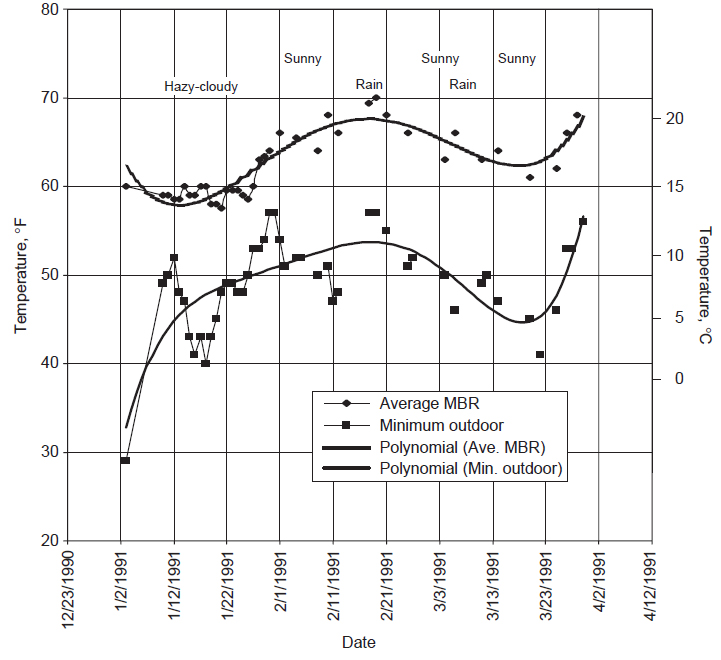 80
70
60
50
40
30
20
Temperature, °F
Sunny
Sunny
Sunny
Hazy-cloudy
Rain
Rain
20
15
10
5
0
Temperature, °C
Average MBR
Minimum outdoor
Polynomial (Ave. MBR)
Polynomial (Min. outdoor)
12/23/1990
1/2/1991
1/12/1991
1/22/1991
2/1/1991
2/11/1991
2/21/1991
3/3/1991
3/13/1991
3/23/1991
4/2/1991
4/12/1991
Date